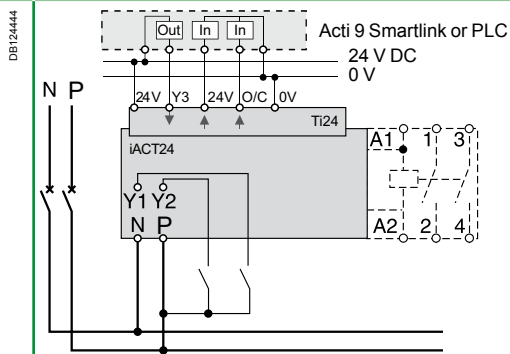 DB124444
Out In In Acti 9 Smartlink or PLC
24 V DC
0 V
N P
24V Y3 24V O/C 0V
Ti24
iACT24
A1 1 3
Y1 Y2
N P
A2 2 4